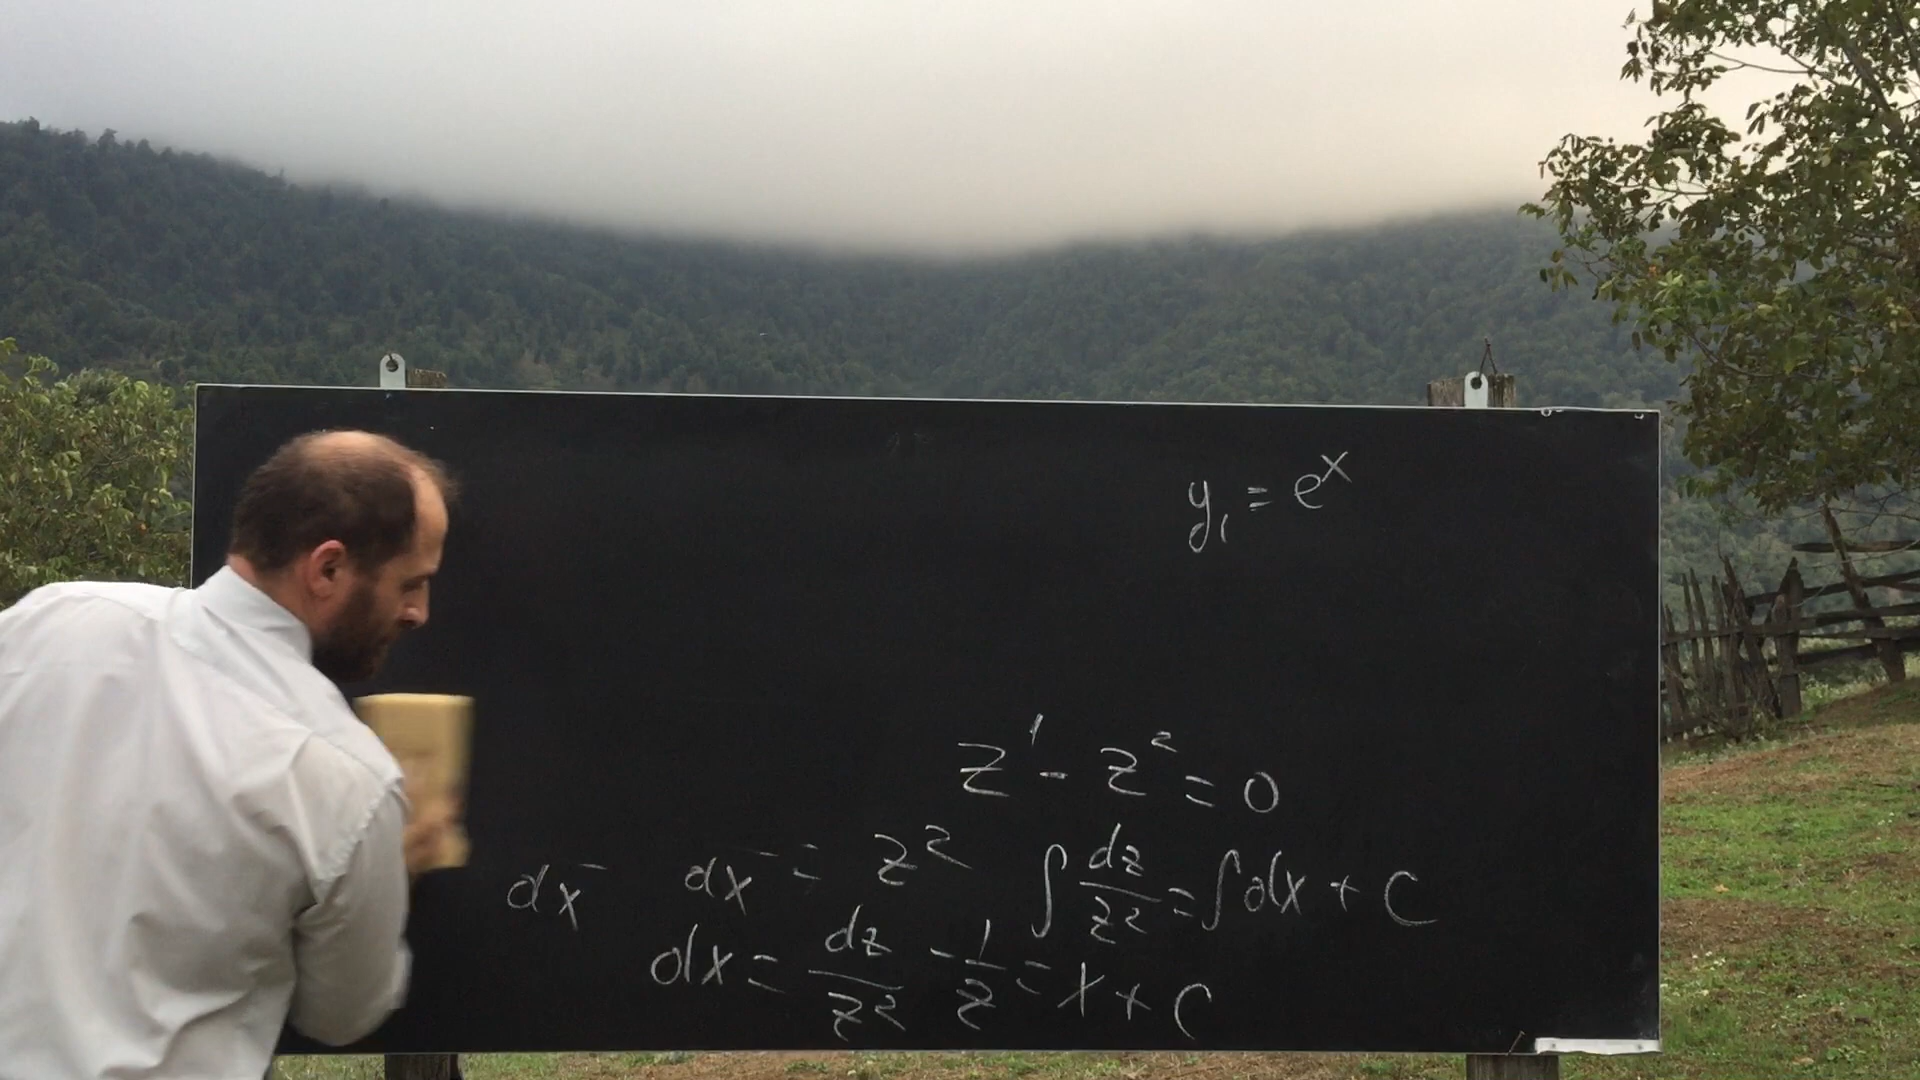 y₁ = eˣ
z' - z² = 0
dx dx = z² ∫ dz/z² = ∫ dx + C
dx = dz/z² - 1/z = x + C